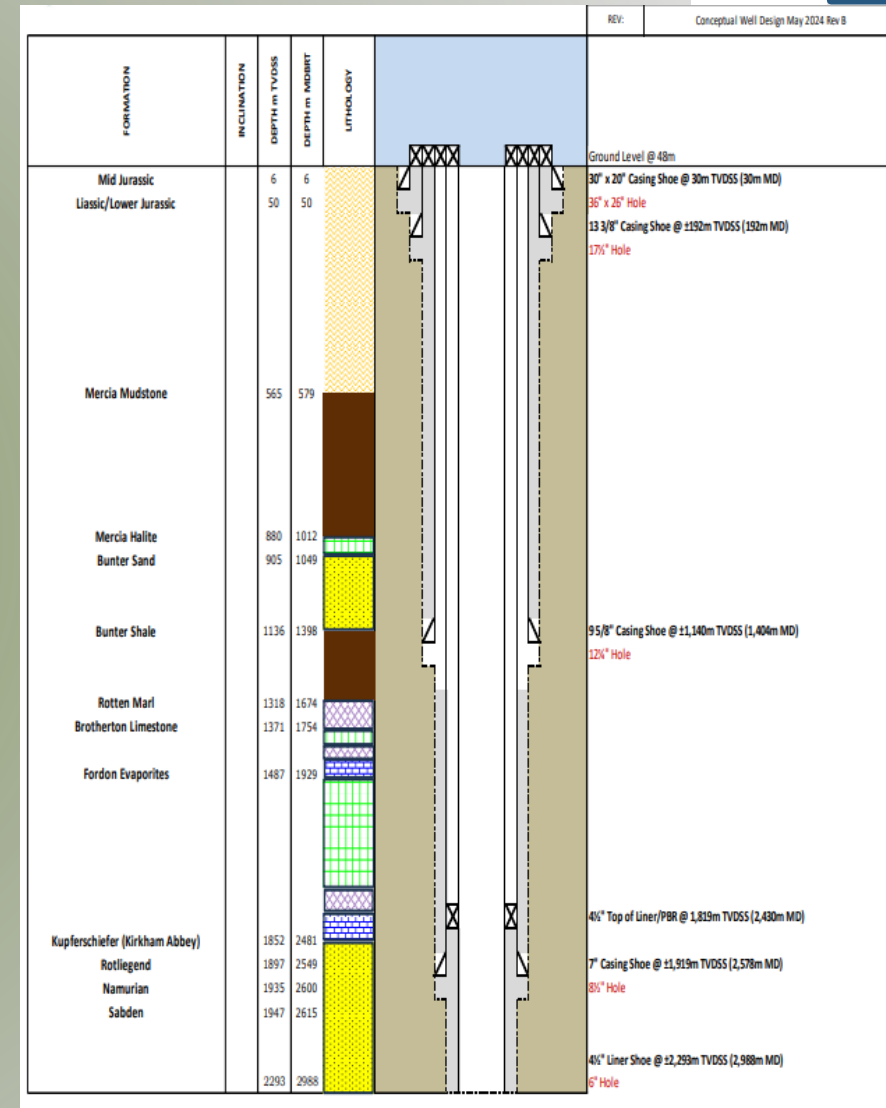 REV: Conceptual Well Design May 2024 Rev B
FORMATION INCLINATION DEPTH m TVDSS DEPTH m MDBRT LITHOLOGY
Ground Level @ 48m
Mid Jurassic 6 6 30" x 20" Casing Shoe @ 30m TVDSS (30m MD)
Liassic/Lower Jurassic 50 50 36" x 26" Hole
13 3/8" Casing Shoe @ ±192m TVDSS (192m MD)
17½" Hole
Mercia Mudstone 565 579
Mercia Halite 880 1012
Bunter Sand 905 1049
Bunter Shale 1136 1398 9 5/8" Casing Shoe @ ±1,140m TVDSS (1,404m MD)
12¼" Hole
Rotten Marl 1318 1674
Brotherton Limestone 1371 1754
Fordon Evaporites 1487 1929
4½" Top of Liner/PBR @ 1,819m TVDSS (2,430m MD)
Kupferschiefer (Kirkham Abbey) 1852 2481
Rotliegend 1897 2549 7" Casing Shoe @ ±1,919m TVDSS (2,578m MD)
Namurian 1935 2600 8½" Hole
Sabden 1947 2615
4½" Liner Shoe @ ±2,293m TVDSS (2,988m MD)
2293 2988 6" Hole